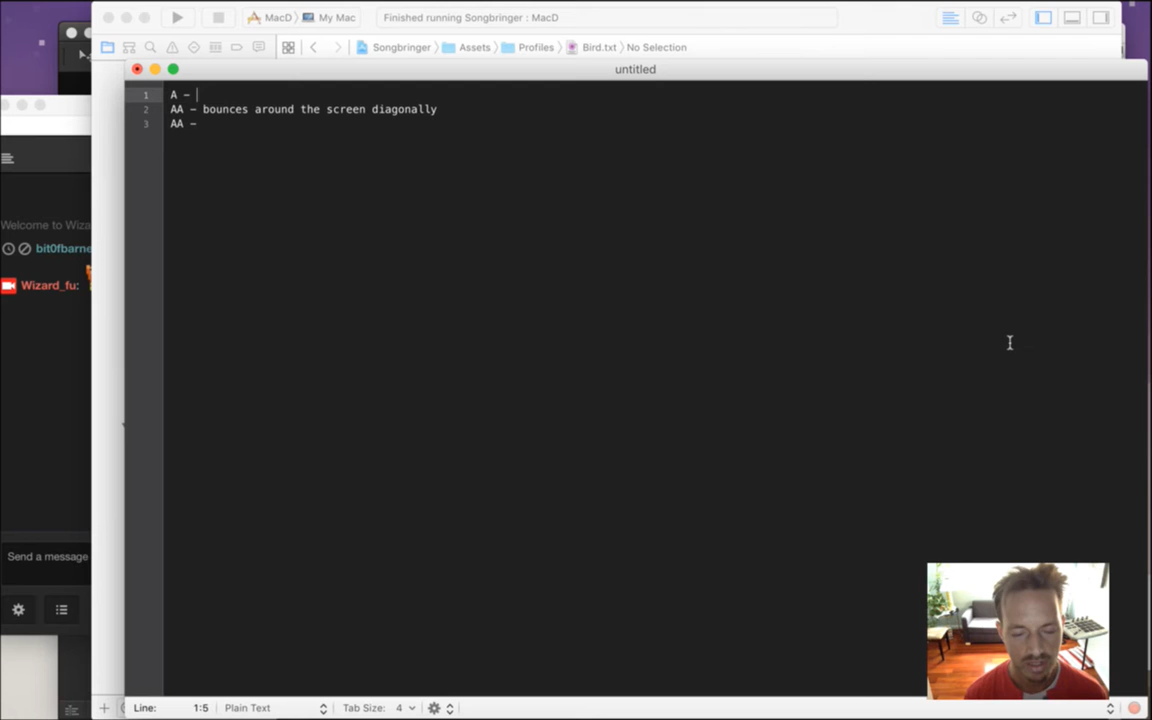 MacD 〉 My Mac
Finished running Songbringer : MacD
Songbringer 〉 Assets 〉 Profiles 〉 Bird.txt 〉 No Selection
untitled
1 A -
2 AA - bounces around the screen diagonally
3 AA -
Welcome to Wiza
bit0fbarne
Wizard_fu:
Send a message
Line: 1:5 Plain Text Tab Size: 4